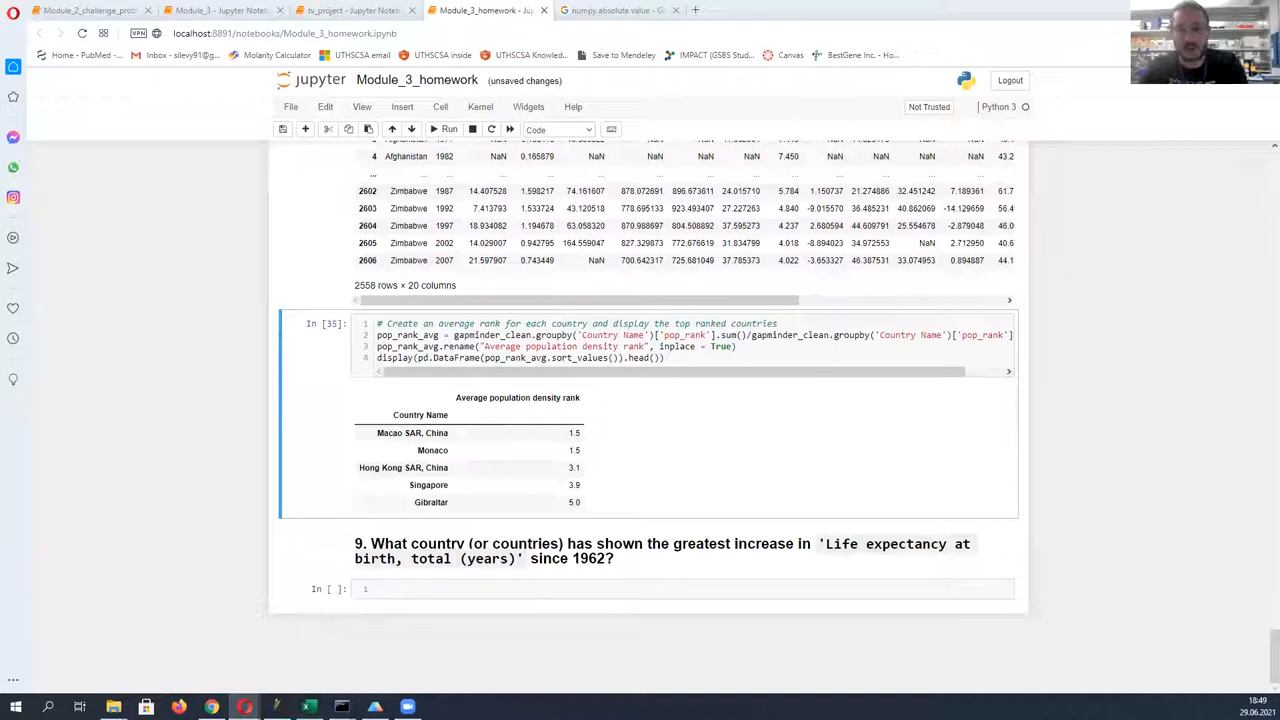 Module_2_challenge_prob
Module_3 - Jupyter Noteb
tv_project - Jupyter Noteb
Module_3_homework - Jup
numpy.absolute.value - G
VPN
localhost:8891/notebooks/Module_3_homework.ipynb
Home - PubMed -
Inbox - silevy91@gm
Molarity Calculator
UTHSCSA email
UTHSCSA
UTHSCSA Knowled...
Save to Mendeley
IMPACT (GSBS Studi
Canvas
BestGene Inc. - Ho
jupyter
Module_3_homework
(unsaved changes)
Logout
File
Edit
View
Insert
Cell
Kernel
Widgets
Help
Not Trusted
Python 3
Run
Code
4 Afghanistan 1982 NaN 0.165879 NaN NaN NaN NaN 7.450 NaN NaN NaN NaN 43.2
... ... ... ... ... ... ... ... ... ... ... ... ... ...
2602 Zimbabwe 1987 14.407528 1.598217 74.161607 878.072691 896.673611 24.015710 5.784 1.150737 21.274886 32.451242 7.189361 61.7
2603 Zimbabwe 1992 7.413793 1.533724 43.120518 778.695133 923.493407 27.227263 4.840 -9.015570 36.485231 40.862069 -14.129659 56.4
2604 Zimbabwe 1997 18.934082 1.194678 63.058320 870.988697 804.508892 37.595273 4.237 2.680594 44.609791 25.554678 -2.879048 46.0
2605 Zimbabwe 2002 14.029007 0.942795 164.559047 827.329873 772.676619 31.834799 4.018 -8.894023 34.972553 NaN 2.712950 40.6
2606 Zimbabwe 2007 21.597907 0.743449 NaN 700.642317 725.681049 37.785373 4.022 -3.653327 46.387531 33.074953 0.894887 44.1
2558 rows × 20 columns
In [35]:
1 # Create an average rank for each country and display the top ranked countries
2 pop_rank_avg = gapminder_clean.groupby('Country Name')['pop_rank'].sum()/gapminder_clean.groupby('Country Name')['pop_rank']
3 pop_rank_avg.rename("Average population density rank", inplace = True)
4 display(pd.DataFrame(pop_rank_avg.sort_values()).head())
Average population density rank
Country Name
Macao SAR, China 1.5
Monaco 1.5
Hong Kong SAR, China 3.1
Singapore 3.9
Gibraltar 5.0
9. What country (or countries) has shown the greatest increase in 'Life expectancy at
birth, total (years)' since 1962?
In [ ]: 1
18:49
29.06.2021